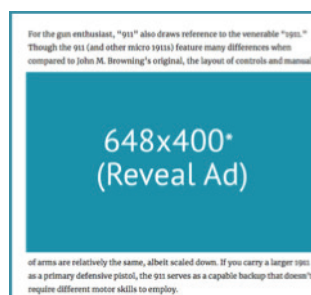 For the gun enthusiast, “911” also draws reference to the venerable “1911.”
Though the 911 (and other micro 1911s) feature many differences when
compared to John M. Browning’s original, the layout of controls and manual
648x400*
(Reveal Ad)
of arms are relatively the same, albeit scaled down. If you carry a larger 1911
as a primary defensive pistol, the 911 serves as a capable backup that doesn’t
require different motor skills to employ.